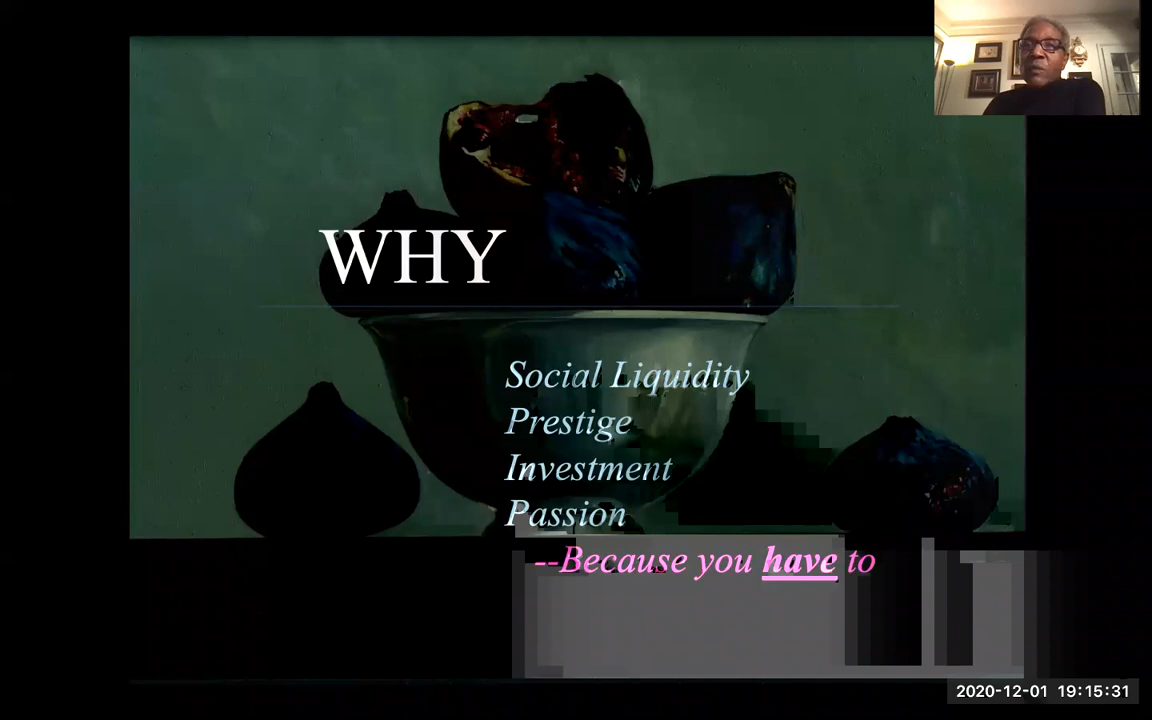 WHY
Social Liquidity
Prestige
Investment
Passion
--Because you have to
2020-12-01 19:15:31